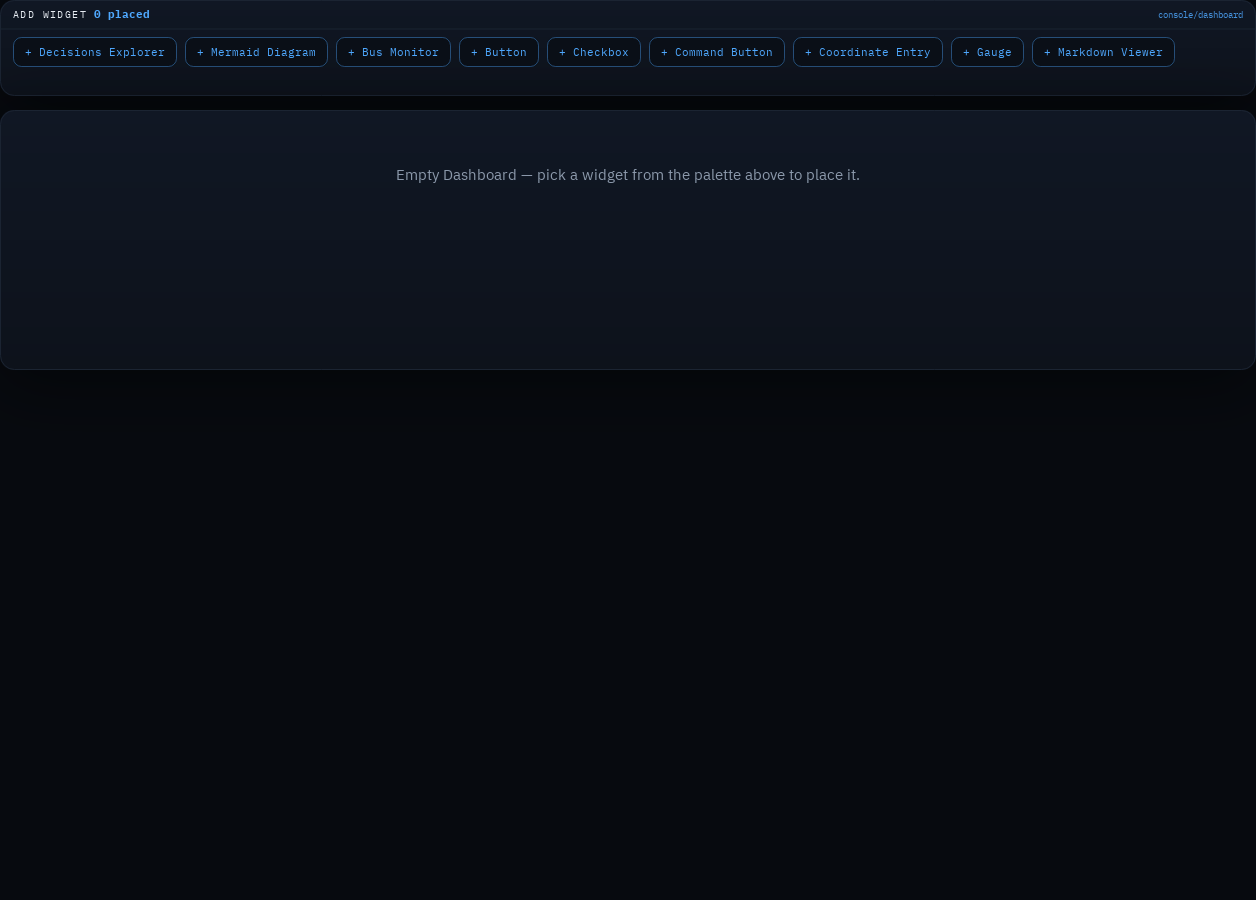 ADD WIDGET 0 placed
console/dashboard
+ Decisions Explorer + Mermaid Diagram + Bus Monitor + Button + Checkbox + Command Button + Coordinate Entry + Gauge + Markdown Viewer
Empty Dashboard — pick a widget from the palette above to place it.